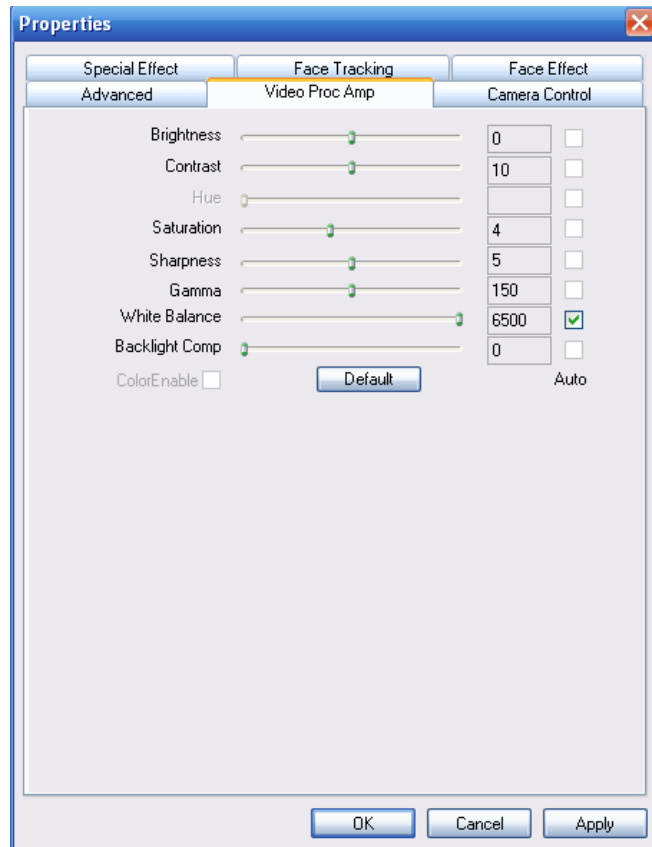 Properties
Special Effect Face Tracking Face Effect
Advanced Video Proc Amp Camera Control
Brightness 0
Contrast 10
Hue
Saturation 4
Sharpness 5
Gamma 150
White Balance 6500
Backlight Comp 0
ColorEnable Default Auto
OK Cancel Apply